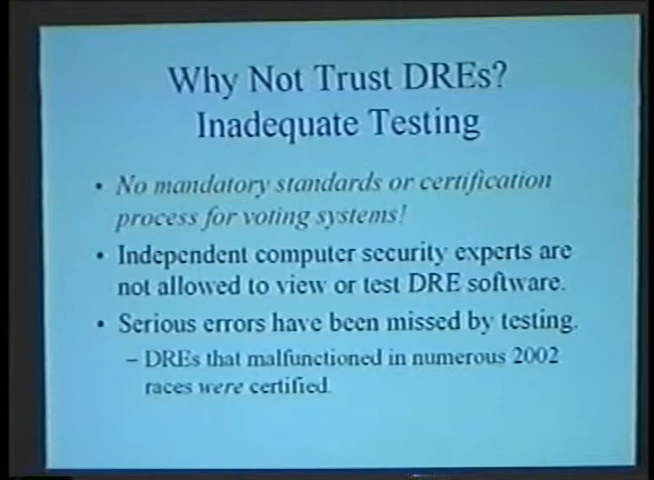 Why Not Trust DREs?
Inadequate Testing
• No mandatory standards or certification
process for voting systems!
• Independent computer security experts are
not allowed to view or test DRE software.
• Serious errors have been missed by testing.
– DREs that malfunctioned in numerous 2002
races were certified.